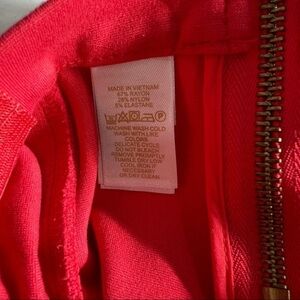 MADE IN VIETNAM
67% RAYON
28% NYLON
5% ELASTANE
P
MACHINE WASH COLD
WASH WITH LIKE
COLORS
DELICATE CYCLE
DO NOT BLEACH
REMOVE PROMPTLY
TUMBLE DRY LOW
COOL IRON IF
NECESSARY
OR DRY CLEAN